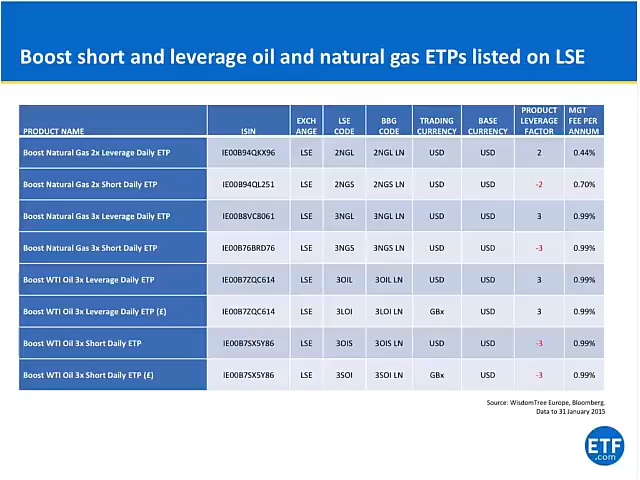 Boost short and leverage oil and natural gas ETPs listed on LSE
PRODUCT NAME ISIN EXCH ANGE LSE CODE BBG CODE TRADING CURRENCY BASE CURRENCY PRODUCT LEVERAGE FACTOR MGT FEE PER ANNUM
Boost Natural Gas 2x Leverage Daily ETP IE00B94QKX96 LSE 2NGL 2NGL LN USD USD 2 0.44%
Boost Natural Gas 2x Short Daily ETP IE00B94QL251 LSE 2NGS 2NGS LN USD USD -2 0.70%
Boost Natural Gas 3x Leverage Daily ETP IE00B8VC8061 LSE 3NGL 3NGL LN USD USD 3 0.99%
Boost Natural Gas 3x Short Daily ETP IE00B76BRD76 LSE 3NGS 3NGS LN USD USD -3 0.99%
Boost WTI Oil 3x Leverage Daily ETP IE00B7ZQC614 LSE 3OIL 3OIL LN USD USD 3 0.99%
Boost WTI Oil 3x Leverage Daily ETP (£) IE00B7ZQC614 LSE 3LOI 3LOI LN GBx USD 3 0.99%
Boost WTI Oil 3x Short Daily ETP IE00B7SX5Y86 LSE 3OIS 3OIS LN USD USD -3 0.99%
Boost WTI Oil 3x Short Daily ETP (£) IE00B7SX5Y86 LSE 3SOI 3SOI LN GBx USD -3 0.99%
Source: WisdomTree Europe, Bloomberg.
Data to 31 January 2015
ETF
.com